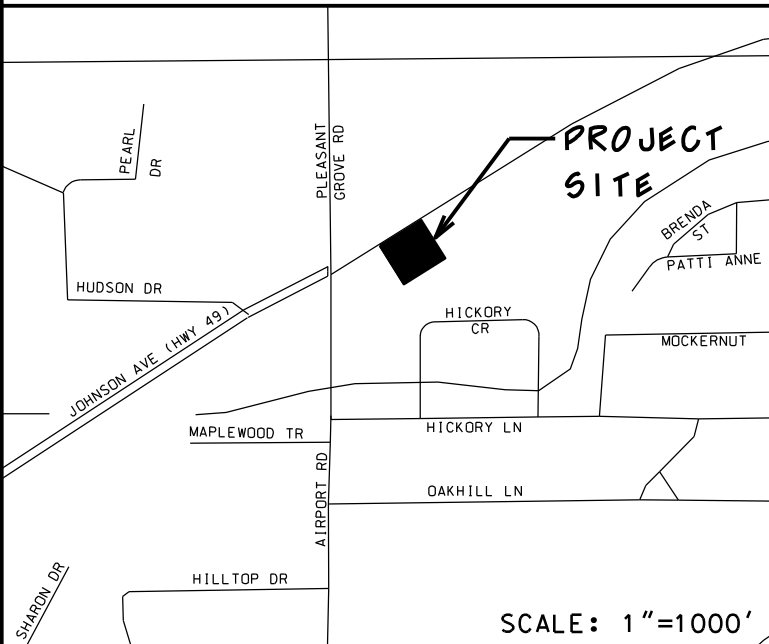 PEARL
DR
PLEASANT
GROVE RD
PROJECT
SITE
BRENDA
ST
PATTI ANNE
HUDSON DR
HICKORY
CR
JOHNSON AVE (HWY 49)
MOCKERNUT
MAPLEWOOD TR
HICKORY LN
AIRPORT RD
OAKHILL LN
SHARON DR
HILLTOP DR
SCALE: 1"=1000'